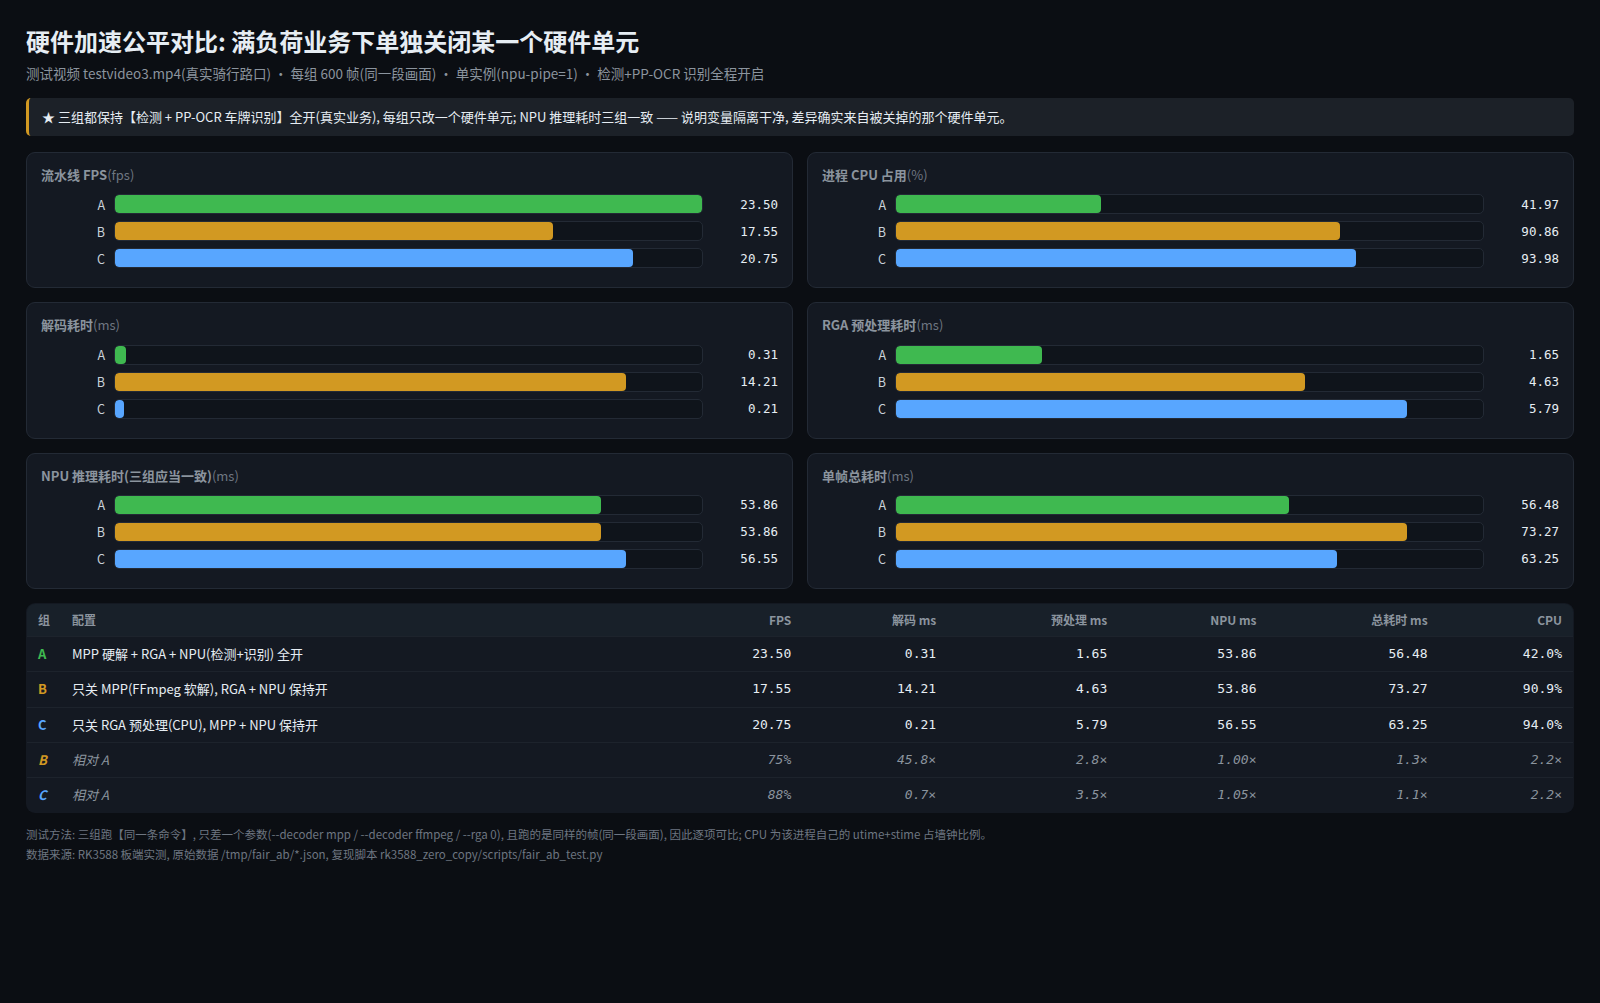 硬件加速公平对比: 满负荷业务下单独关闭某一个硬件单元
测试视频 testvideo3.mp4(真实骑行路口) · 每组 600 帧(同一段画面) · 单实例(npu-pipe=1) · 检测+PP-OCR 识别全程开启
★ 三组都保持【检测 + PP-OCR 车牌识别】全开(真实业务), 每组只改一个硬件单元; NPU 推理耗时三组一致 —— 说明变量隔离干净, 差异确实来自被关掉的那个硬件单元。
流水线 FPS(fps)
A 23.50
B 17.55
C 20.75
进程 CPU 占用(%)
A 41.97
B 90.86
C 93.98
解码耗时(ms)
A 0.31
B 14.21
C 0.21
RGA 预处理耗时(ms)
A 1.65
B 4.63
C 5.79
NPU 推理耗时(三组应当一致)(ms)
A 53.86
B 53.86
C 56.55
单帧总耗时(ms)
A 56.48
B 73.27
C 63.25
组 配置 FPS 解码 ms 预处理 ms NPU ms 总耗时 ms CPU
A MPP 硬解 + RGA + NPU(检测+识别) 全开 23.50 0.31 1.65 53.86 56.48 42.0%
B 只关 MPP(FFmpeg 软解), RGA + NPU 保持开 17.55 14.21 4.63 53.86 73.27 90.9%
C 只关 RGA 预处理(CPU), MPP + NPU 保持开 20.75 0.21 5.79 56.55 63.25 94.0%
B 相对 A 75% 45.8× 2.8× 1.00× 1.3× 2.2×
C 相对 A 88% 0.7× 3.5× 1.05× 1.1× 2.2×
测试方法: 三组跑【同一条命令】, 只差一个参数(--decoder mpp / --decoder ffmpeg / --rga 0), 且跑的是同样的帧(同一段画面), 因此逐项可比; CPU 为该进程自己的 utime+stime 占墙钟比例。
数据来源: RK3588 板端实测, 原始数据 /tmp/fair_ab/*.json, 复现脚本 rk3588_zero_copy/scripts/fair_ab_test.py